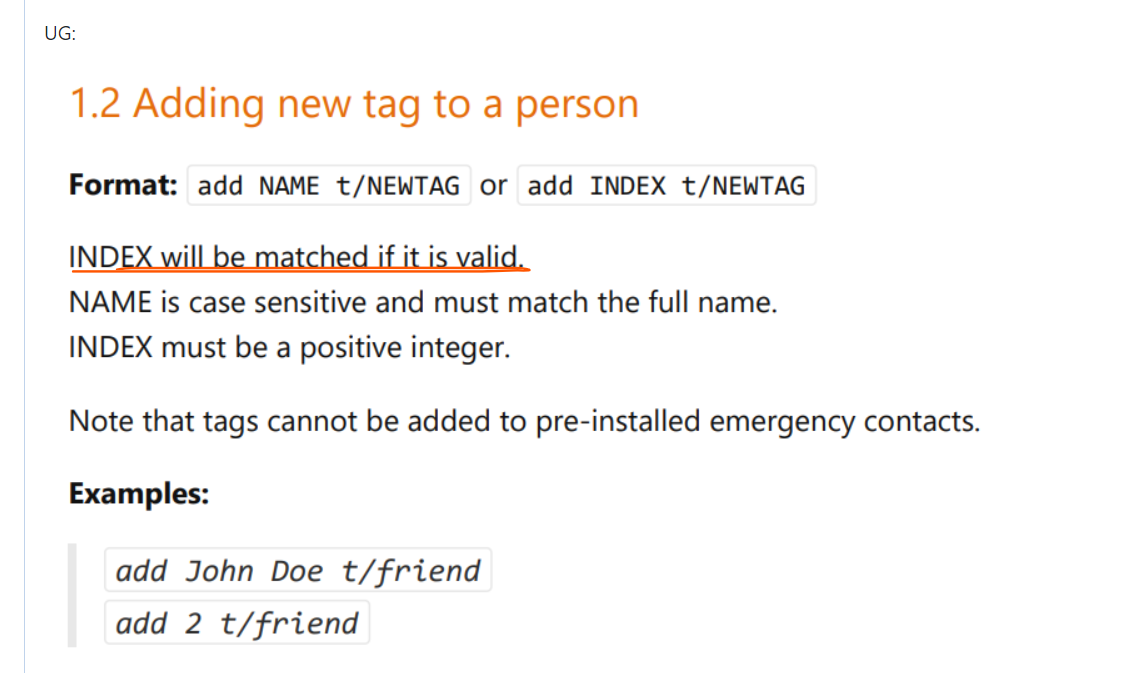 UG:
1.2 Adding new tag to a person
Format: add NAME t/NEWTAG or add INDEX t/NEWTAG
INDEX will be matched if it is valid.
NAME is case sensitive and must match the full name.
INDEX must be a positive integer.
Note that tags cannot be added to pre-installed emergency contacts.
Examples:
add John Doe t/friend
add 2 t/friend